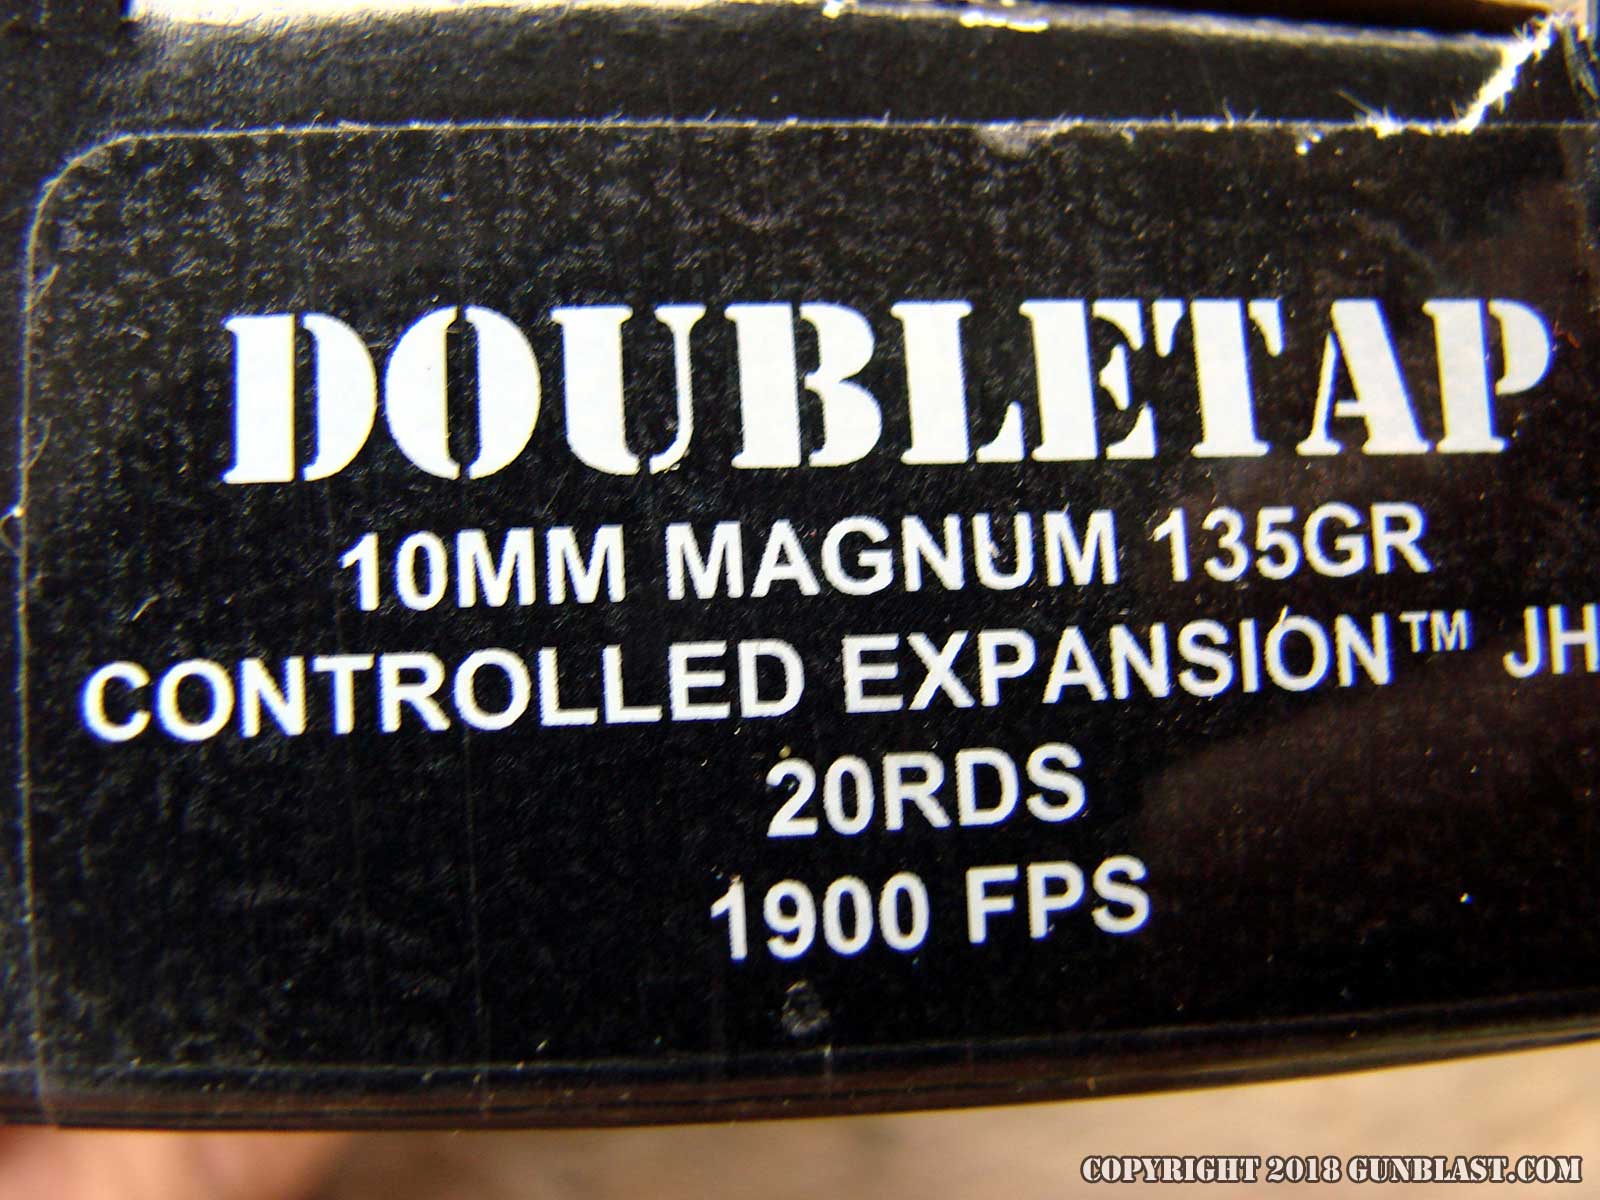 DOUBLETAP
10MM MAGNUM 135GR
CONTROLLED EXPANSION™ JH
20RDS
1900 FPS
COPYRIGHT 2018 GUNBLAST.COM